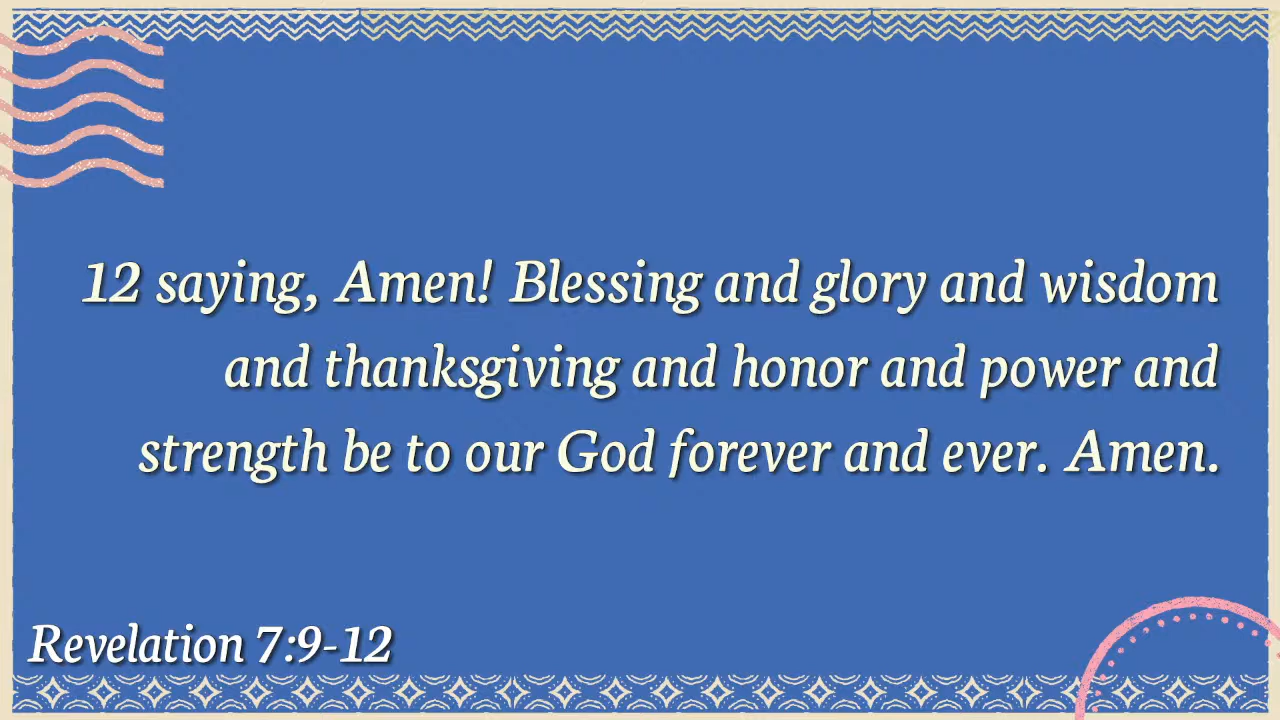 12 saying, Amen! Blessing and glory and wisdom
and thanksgiving and honor and power and
strength be to our God forever and ever. Amen.
Revelation 7:9-12